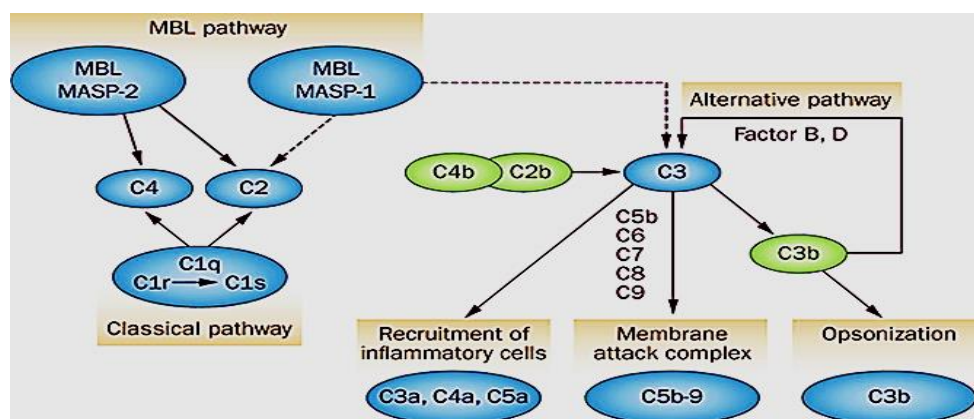 MBL pathway
MBL
MASP-2
MBL
MASP-1
Alternative pathway
Factor B, D
C4
C2
C4b
C2b
C3
C1q
C1r
C1s
Classical pathway
C5b
C6
C7
C8
C9
C3b
Recruitment of
inflammatory cells
C3a, C4a, C5a
Membrane
attack complex
C5b-9
Opsonization
C3b